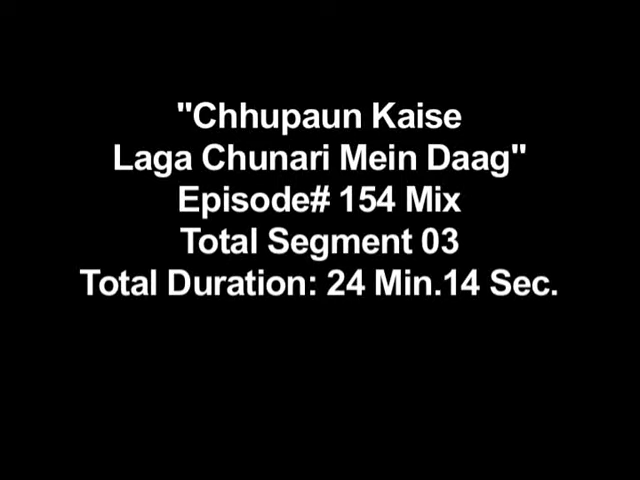 "Chhupaun Kaise
Laga Chunari Mein Daag"
Episode# 154 Mix
Total Segment 03
Total Duration: 24 Min.14 Sec.